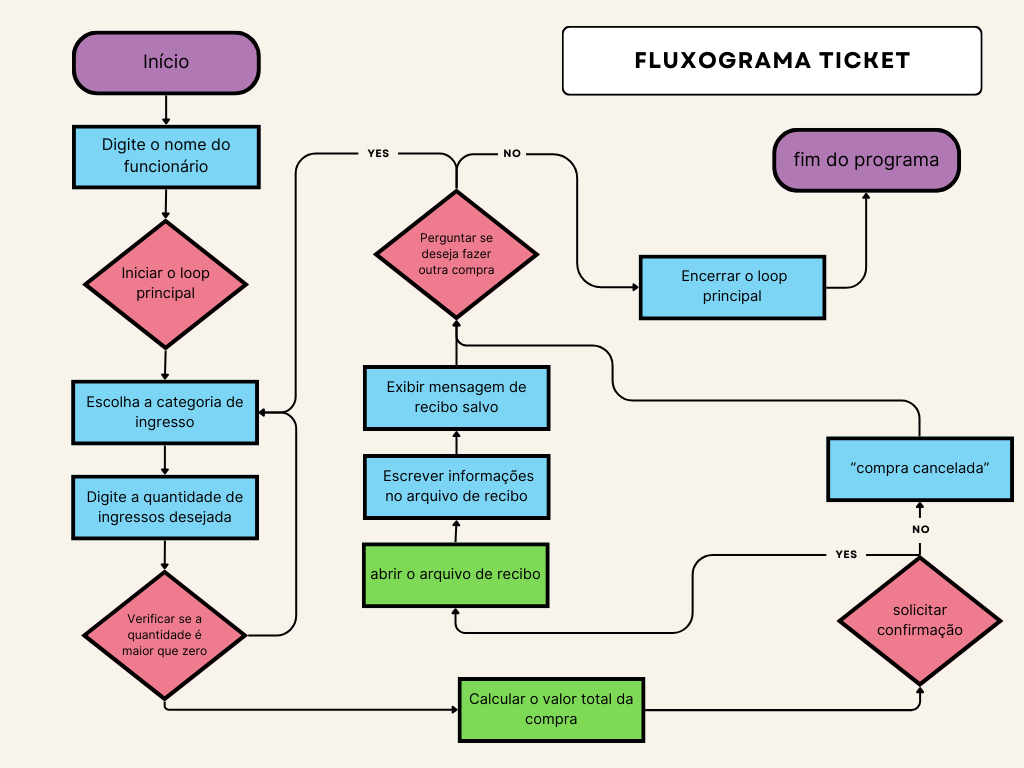 FLUXOGRAMA TICKET
Início
Digite o nome do
funcionário
Iniciar o loop
principal
Escolha a categoria de
ingresso
Digite a quantidade de
ingressos desejada
Verificar se a
quantidade é
maior que zero
Calcular o valor total da
compra
solicitar
confirmação
YES
NO
“compra cancelada”
abrir o arquivo de recibo
Escrever informações
no arquivo de recibo
Exibir mensagem de
recibo salvo
Perguntar se
deseja fazer
outra compra
YES
NO
Encerrar o loop
principal
fim do programa